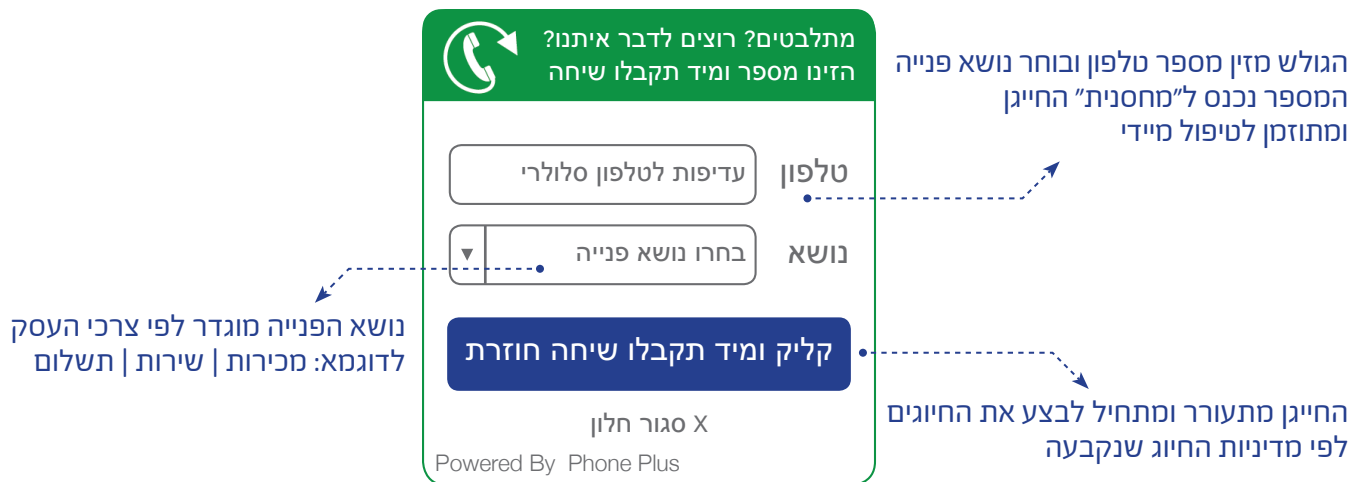 מתלבטים? רוצים לדבר איתנו?
הזינו מספר ומיד תקבלו שיחה
הגולש מזין מספר טלפון ובוחר נושא פנייה
המספר נכנס ל"מחסנית" החייגן
ומתוזמן לטיפול מיידי
טלפון
עדיפות לטלפון סלולרי
נושא
בחרו נושא פנייה
▼
נושא הפנייה מוגדר לפי צרכי העסק
לדוגמא: מכירות | שירות | תשלום
קליק ומיד תקבלו שיחה חוזרת
החייגן מתעורר ומתחיל לבצע את החיוגים
לפי מדיניות החיוג שנקבעה
X סגור חלון
Powered By Phone Plus